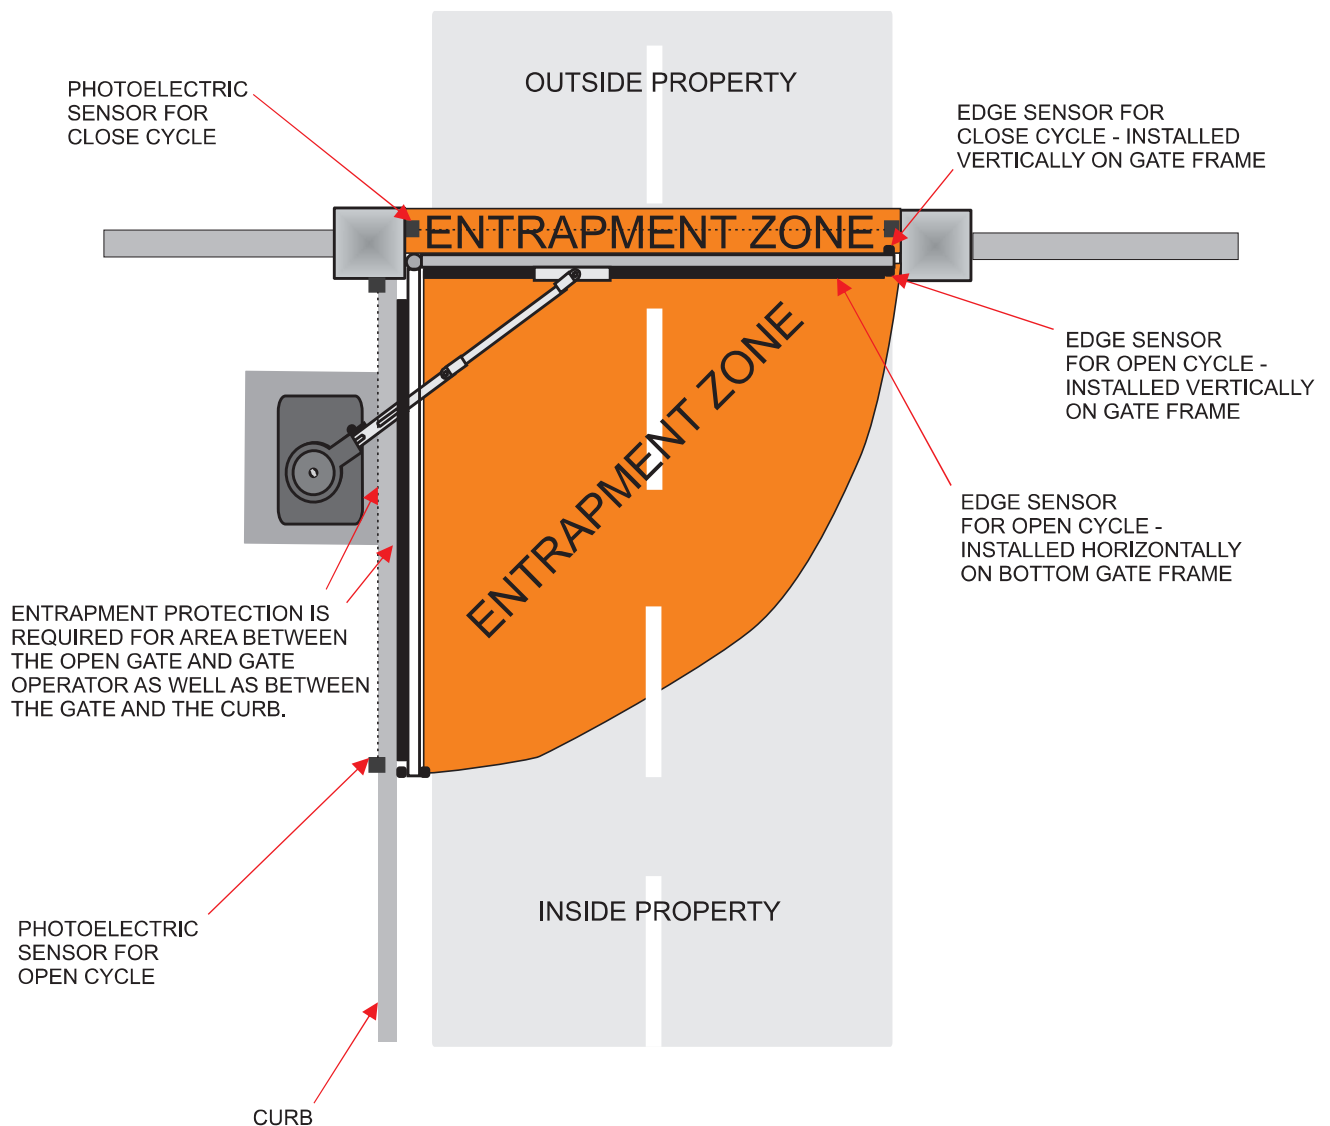 OUTSIDE PROPERTY
PHOTOELECTRIC
SENSOR FOR
CLOSE CYCLE
EDGE SENSOR FOR
CLOSE CYCLE - INSTALLED
VERTICALLY ON GATE FRAME
ENTRAPMENT ZONE
EDGE SENSOR
FOR OPEN CYCLE -
INSTALLED VERTICALLY
ON GATE FRAME
ENTRAPMENT ZONE
EDGE SENSOR
FOR OPEN CYCLE -
INSTALLED HORIZONTALLY
ON BOTTOM GATE FRAME
ENTRAPMENT PROTECTION IS
REQUIRED FOR AREA BETWEEN
THE OPEN GATE AND GATE
OPERATOR AS WELL AS BETWEEN
THE GATE AND THE CURB.
INSIDE PROPERTY
PHOTOELECTRIC
SENSOR FOR
OPEN CYCLE
CURB